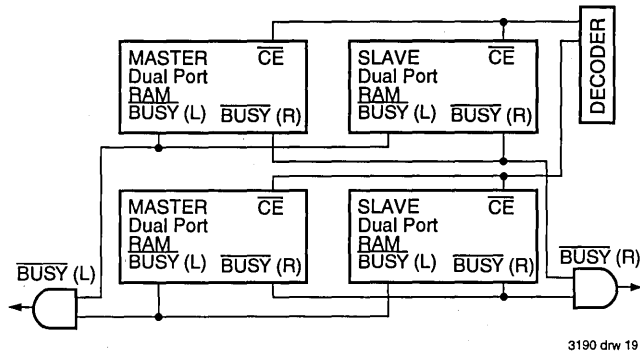 MASTER CE
Dual Port
RAM
BUSY (L) BUSY (R)
SLAVE CE
Dual Port
RAM
BUSY (L) BUSY (R)
DECODER
MASTER CE
Dual Port
RAM
BUSY (L) BUSY (R)
SLAVE CE
Dual Port
RAM
BUSY (L) BUSY (R)
BUSY (L)
BUSY (R)
3190 drw 19